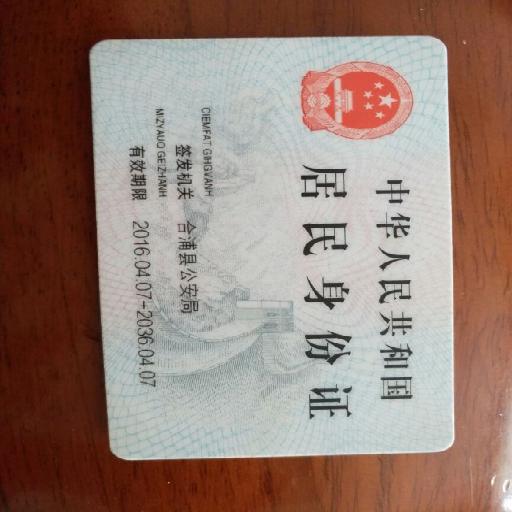 中华人民共和国
居民身份证
CIEMFAT GIHGVANH
签发机关 合浦县公安局
MIZYAUQ GEIZHANH
有效期限 2016.04.07-2036.04.07